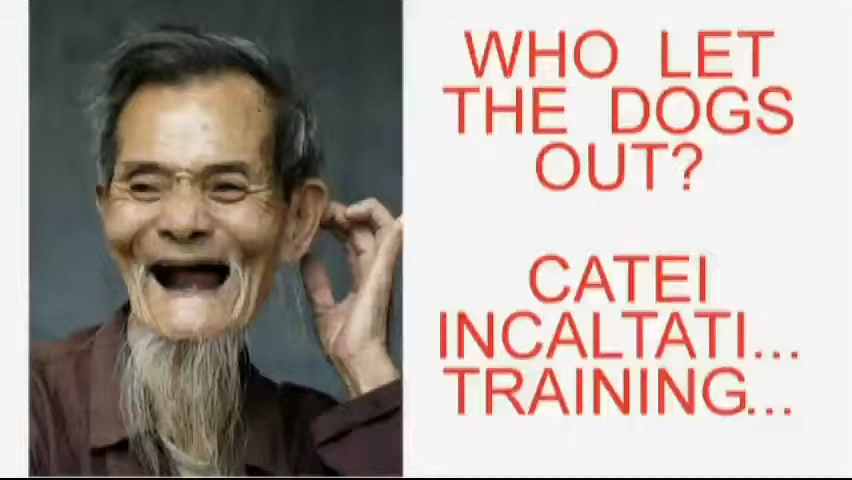 WHO LET
THE DOGS
OUT?
CATEI
INCALTATI...
TRAINING...